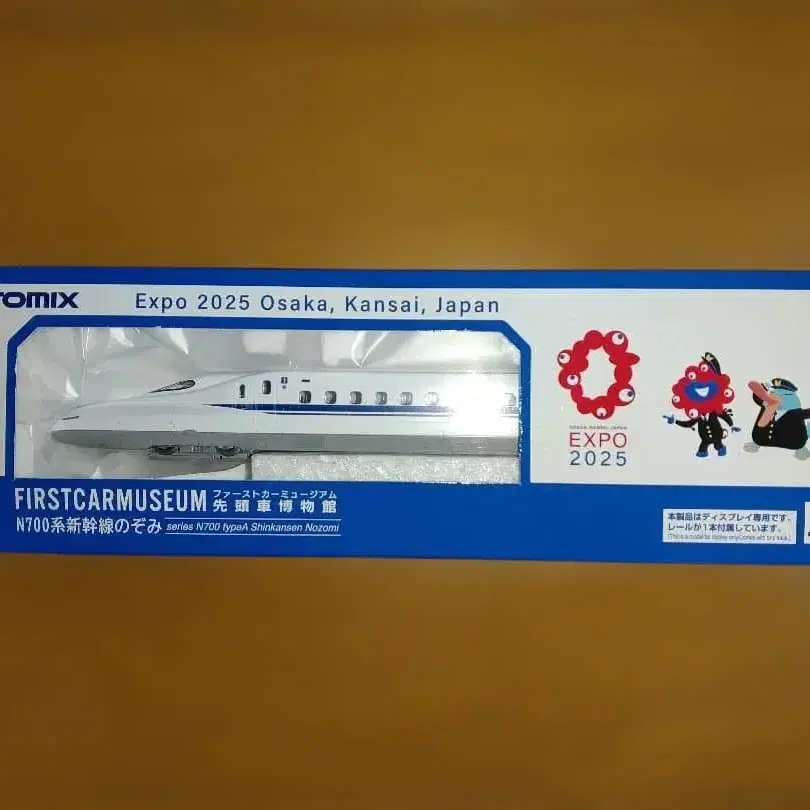 TOMIX
Expo 2025 Osaka, Kansai, Japan
OSAKA, KANSAI, JAPAN
EXPO
2025
FIRSTCARMUSEUM
ファーストカーミュージアム
先頭車博物館
N700系新幹線のぞみ series N700 typeA Shinkansen Nozomi
本製品はディスプレイ専用です。
レールが1本付属しています。